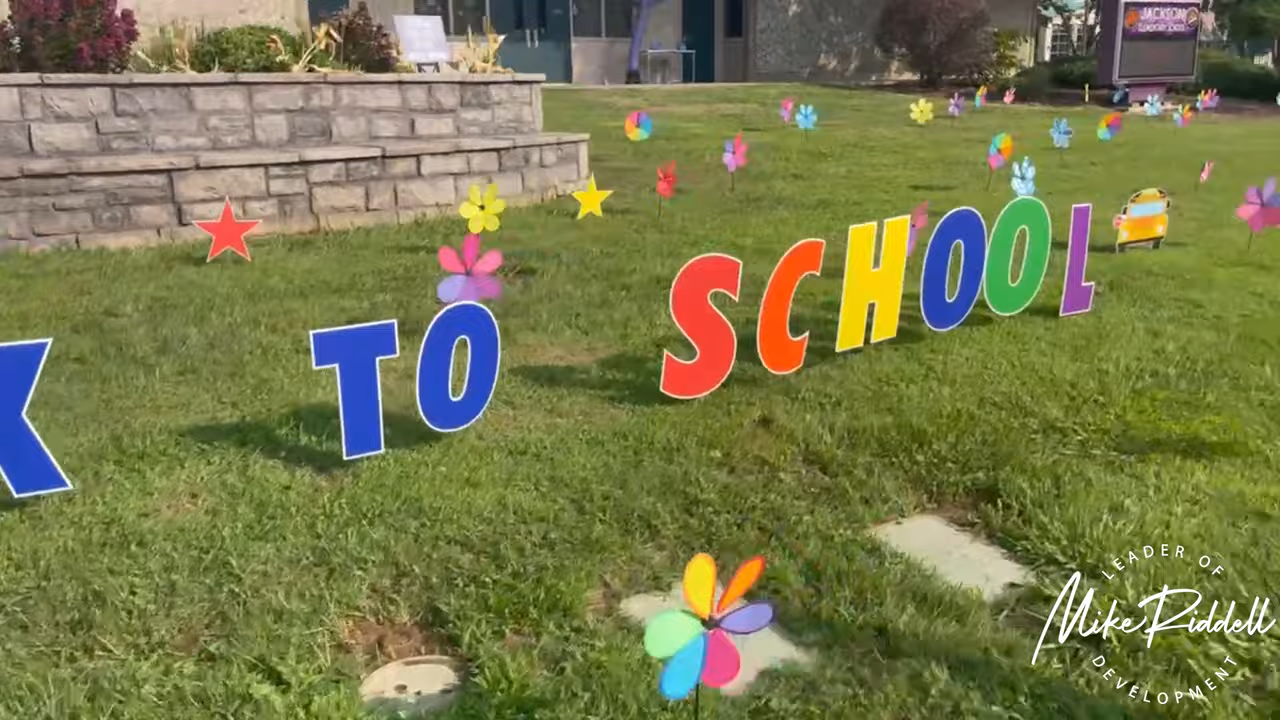 JACKSON
K TO SCHOOL
LEADER OF
Mike Riddell
DEVELOPMENT